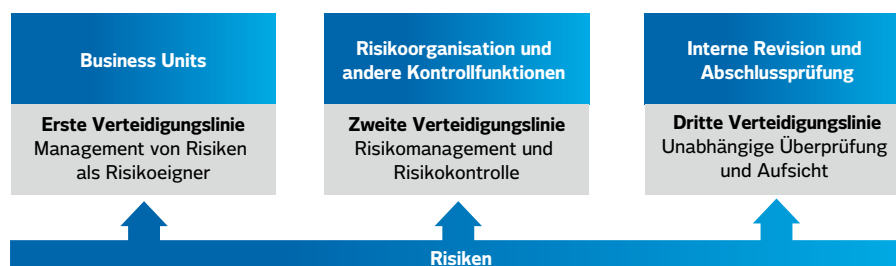 Business Units
Erste Verteidigungslinie
Management von Risiken
als Risikoeigner
Risikoorganisation und
andere Kontrollfunktionen
Zweite Verteidigungslinie
Risikomanagement und
Risikokontrolle
Interne Revision und
Abschlussprüfung
Dritte Verteidigungslinie
Unabhängige Überprüfung
und Aufsicht
Risiken